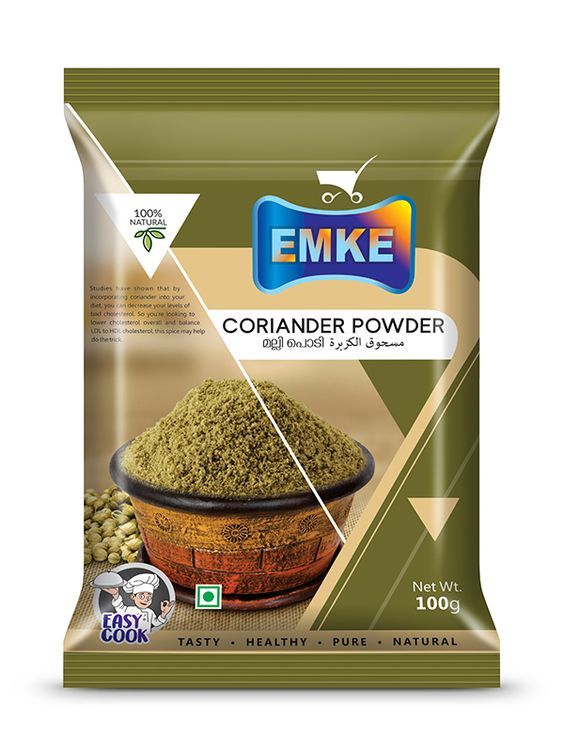 100%
NATURAL
EMKE
Studies have shown that by
incorporating coriander into your
diet, you can decrease your levels of
bad cholesterol. So you're looking to
lower cholesterol overall and balance
LDL to HDL cholesterol, this spice may help
do the trick.
CORIANDER POWDER
മല്ലി പൊടി مسحوق الكزبرة
Net Wt.
100g
EASY
COOK
TASTY • HEALTHY • PURE • NATURAL